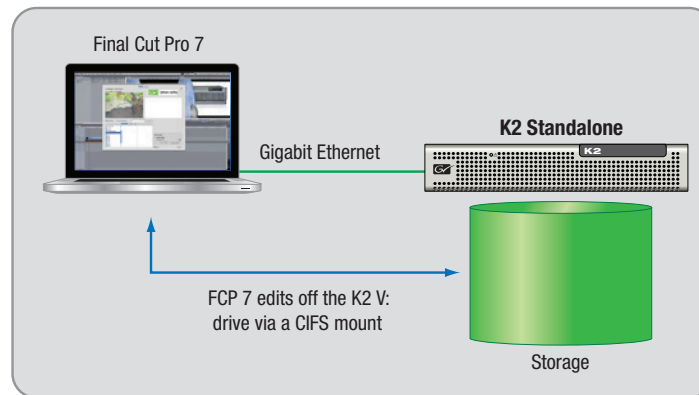 Final Cut Pro 7
K2 Standalone
K2
Gigabit Ethernet
FCP 7 edits off the K2 V:
drive via a CIFS mount
Storage